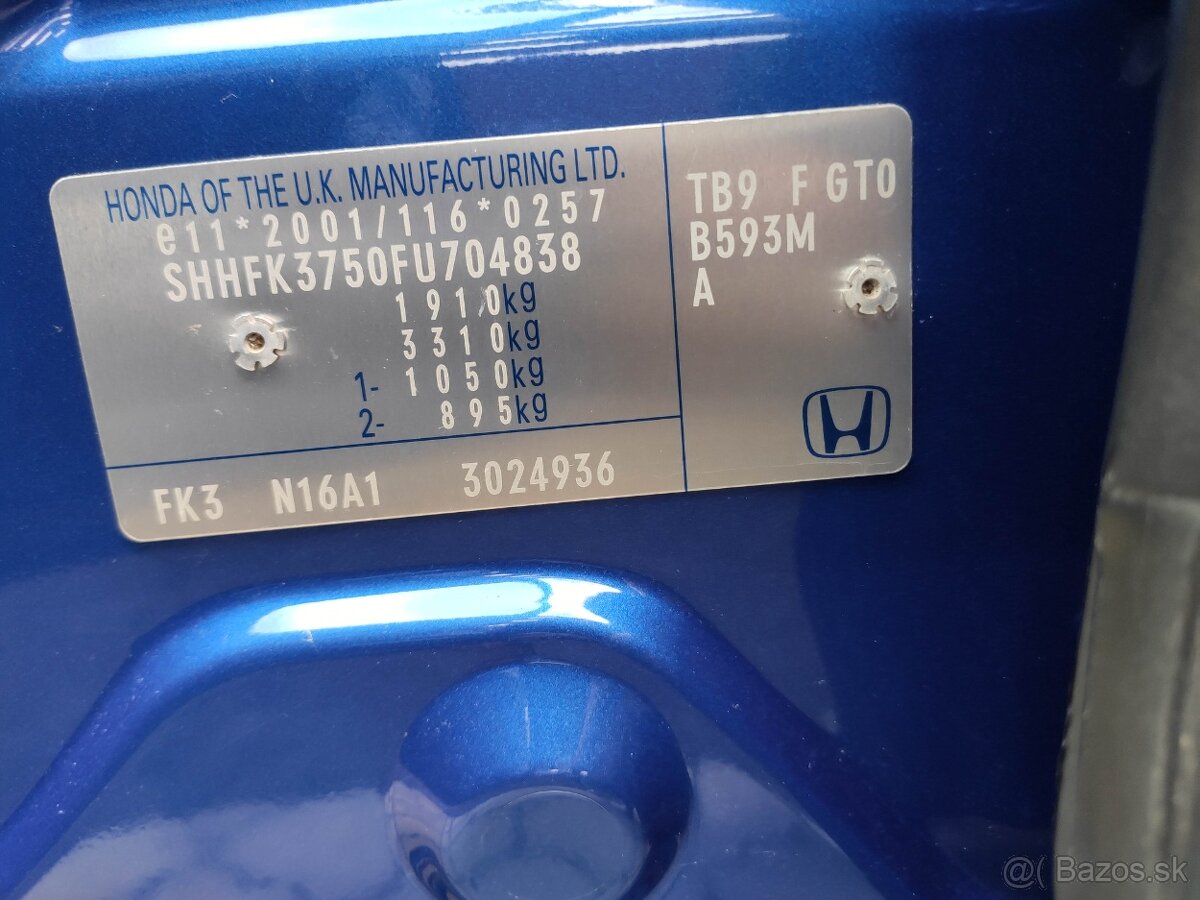 HONDA OF THE U.K. MANUFACTURING LTD.
e11*2001/116*0257
SHHFK3750FU704838
1910kg
3310kg
1- 1050kg
2- 895kg
FK3 N16A1 3024936
TB9 F GT0
B593M
A
@( Bazos.sk